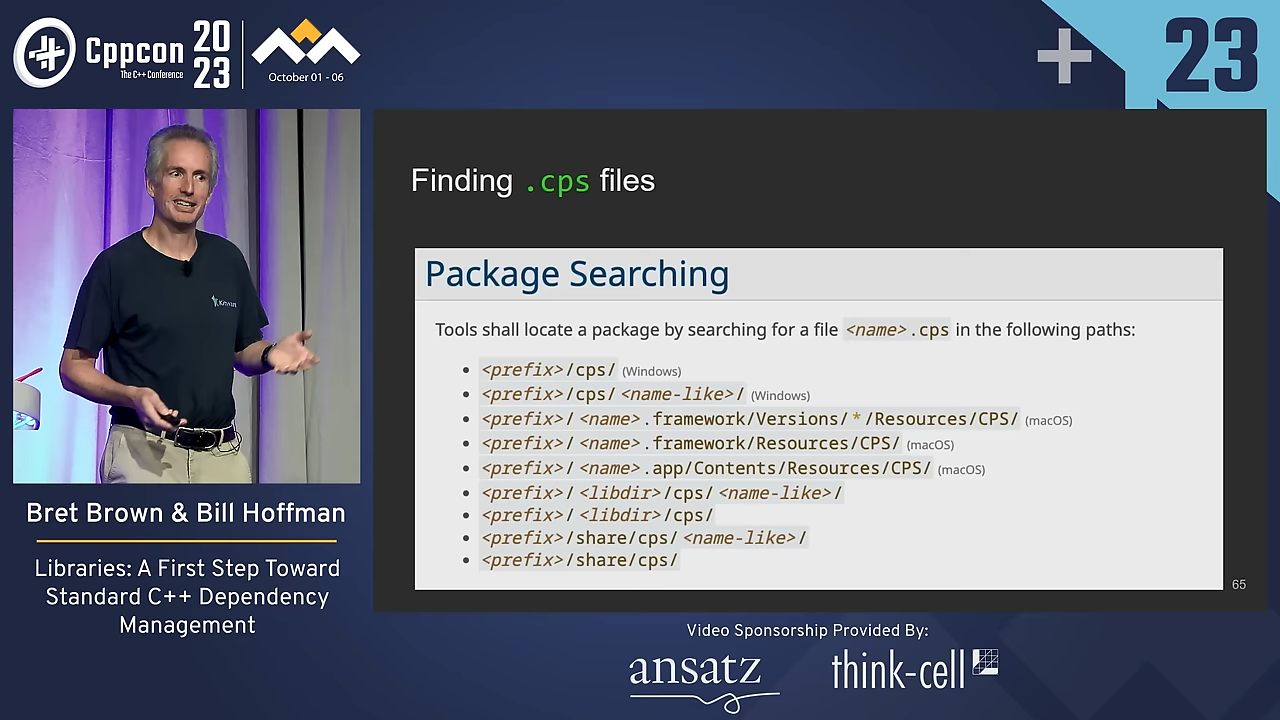 Cppcon
The C++ Conference
20
23
October 01 - 06
23
Finding .cps files
Package Searching
Tools shall locate a package by searching for a file <name>.cps in the following paths:
<prefix>/cps/ (Windows)
<prefix>/cps/<name-like>/ (Windows)
<prefix>/<name>.framework/Versions/*/Resources/CPS/ (macOS)
<prefix>/<name>.framework/Resources/CPS/ (macOS)
<prefix>/<name>.app/Contents/Resources/CPS/ (macOS)
<prefix>/<libdir>/cps/<name-like>/
<prefix>/<libdir>/cps/
<prefix>/share/cps/<name-like>/
<prefix>/share/cps/
65
Kitware
Bret Brown & Bill Hoffman
Libraries: A First Step Toward
Standard C++ Dependency
Management
Video Sponsorship Provided By:
ansatz
think-cell